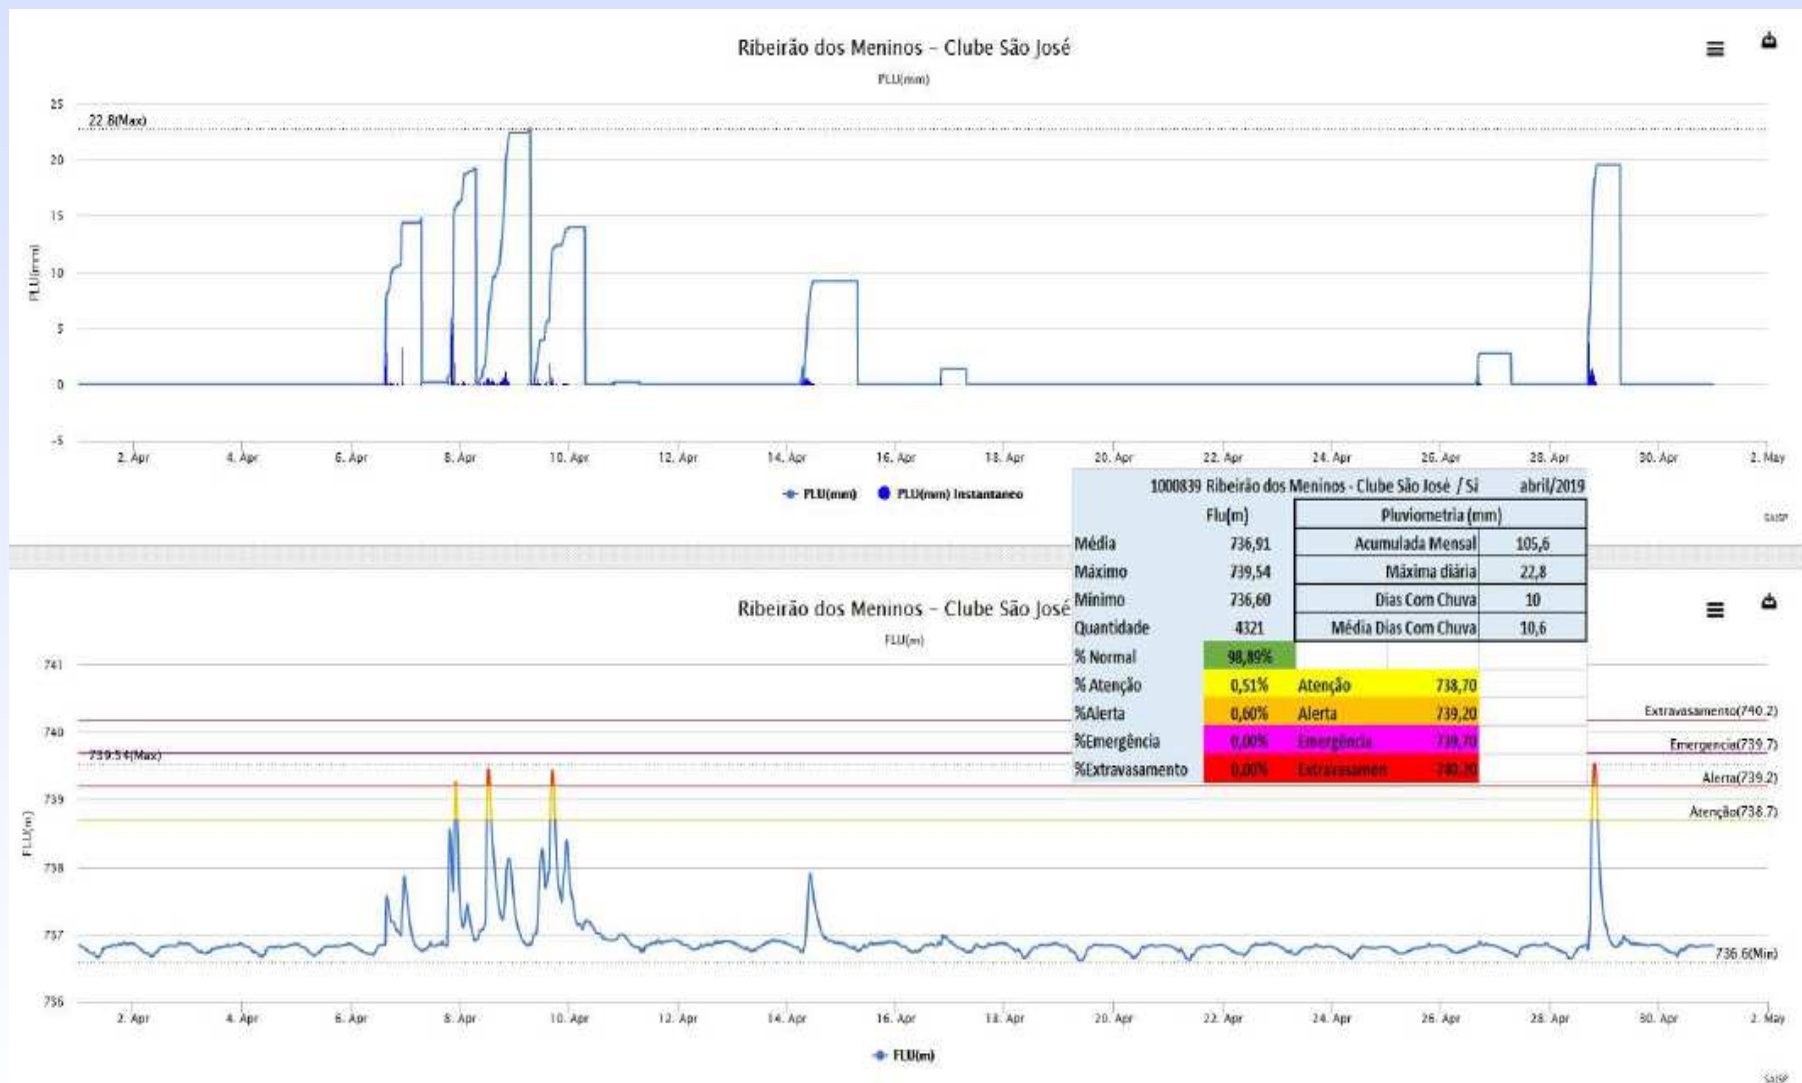 Ribeirão dos Meninos - Clube São José
PLU(mm)
25
22.8(Max)
20
15
10
5
0
-5
PLU(mm)
2. Apr 4. Apr 6. Apr 8. Apr 10. Apr 12. Apr 14. Apr 16. Apr 18. Apr 20. Apr 22. Apr 24. Apr 26. Apr 28. Apr 30. Apr 2. May
PLU(mm) PLU(mm) Instantaneo
SAISP
1000839 Ribeirão dos Meninos - Clube São José / Sã abril/2019
Flu(m) Pluviometria (mm)
Média 736,91 Acumulada Mensal 105,6
Máximo 739,54 Máxima diária 22,8
Mínimo 736,60 Dias Com Chuva 10
Quantidade 4321 Média Dias Com Chuva 10,6
% Normal 98,89%
% Atenção 0,51% Atenção 738,70
%Alerta 0,60% Alerta 739,20
%Emergência 0,00% Emergência 739,70
%Extravasamento 0,00% Extravasamen 740,20
Ribeirão dos Meninos - Clube São José
FLU(m)
741
740
739.54(Max)
739
738
737
736
FLU(m)
Extravasamento(740.2)
Emergencia(739.7)
Alerta(739.2)
Atenção(738.7)
736.6(Min)
2. Apr 4. Apr 6. Apr 8. Apr 10. Apr 12. Apr 14. Apr 16. Apr 18. Apr 20. Apr 22. Apr 24. Apr 26. Apr 28. Apr 30. Apr 2. May
FLU(m)
SAISP